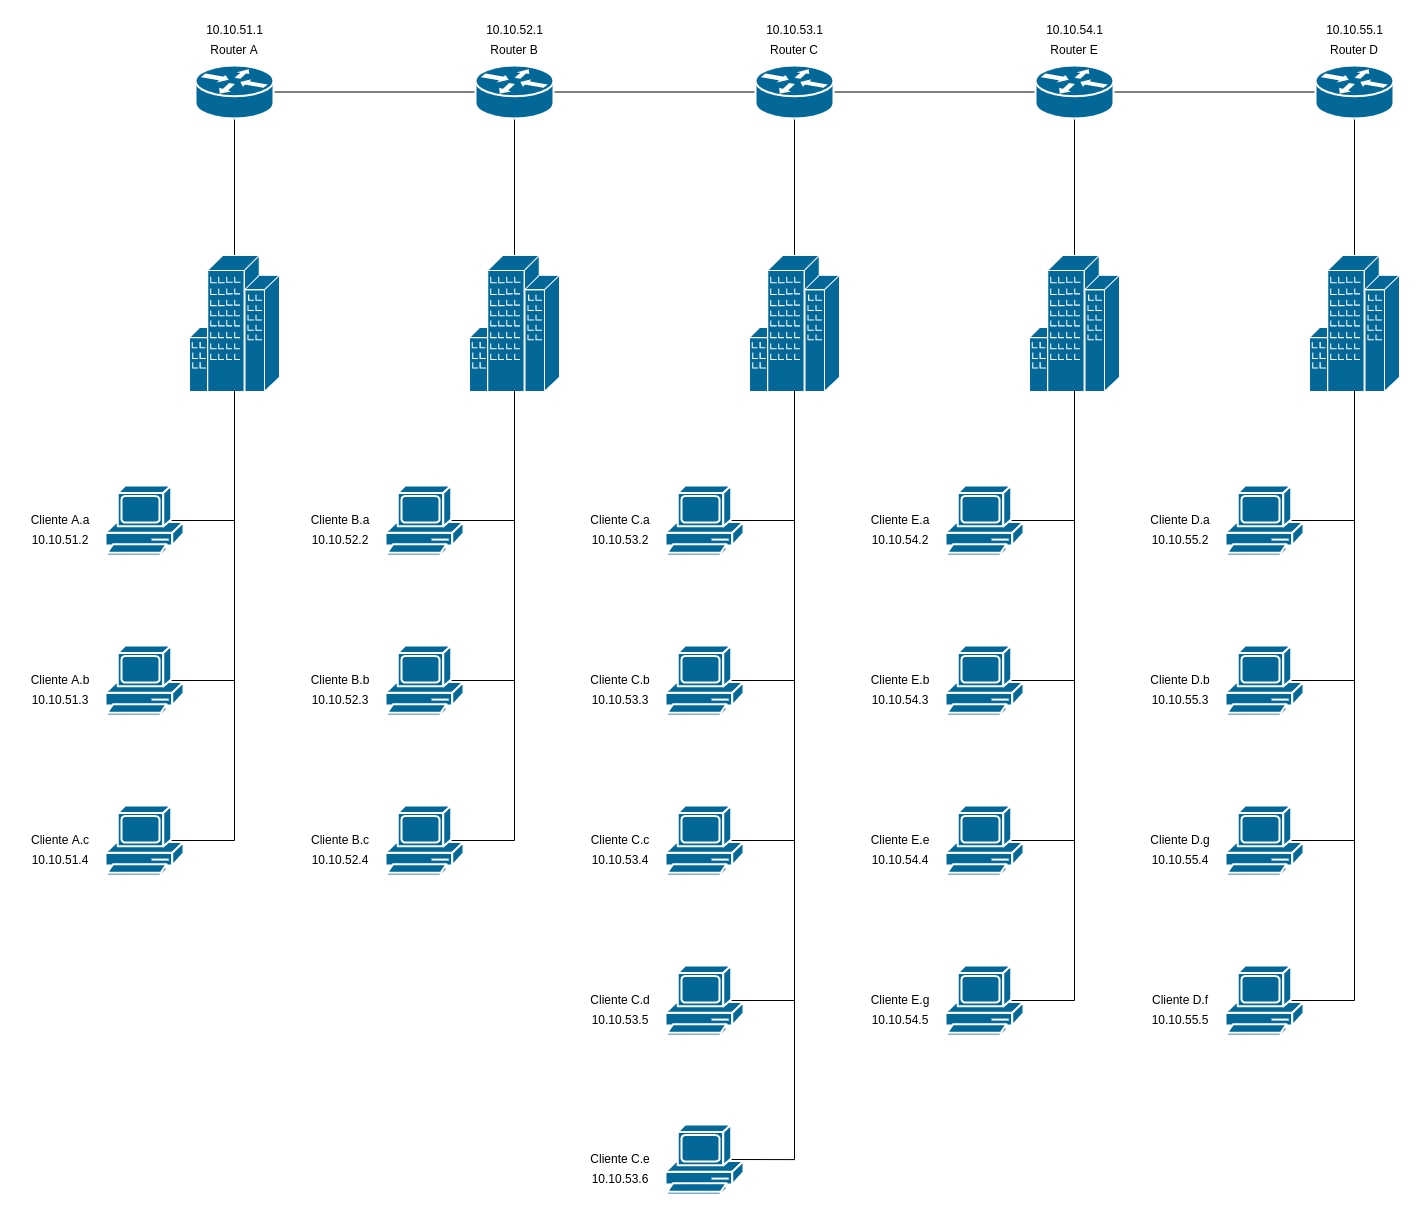 10.10.51.1
Router A
10.10.52.1
Router B
10.10.53.1
Router C
10.10.54.1
Router E
10.10.55.1
Router D
Cliente A.a
10.10.51.2
Cliente B.a
10.10.52.2
Cliente C.a
10.10.53.2
Cliente E.a
10.10.54.2
Cliente D.a
10.10.55.2
Cliente A.b
10.10.51.3
Cliente B.b
10.10.52.3
Cliente C.b
10.10.53.3
Cliente E.b
10.10.54.3
Cliente D.b
10.10.55.3
Cliente A.c
10.10.51.4
Cliente B.c
10.10.52.4
Cliente C.c
10.10.53.4
Cliente E.e
10.10.54.4
Cliente D.g
10.10.55.4
Cliente C.d
10.10.53.5
Cliente E.g
10.10.54.5
Cliente D.f
10.10.55.5
Cliente C.e
10.10.53.6